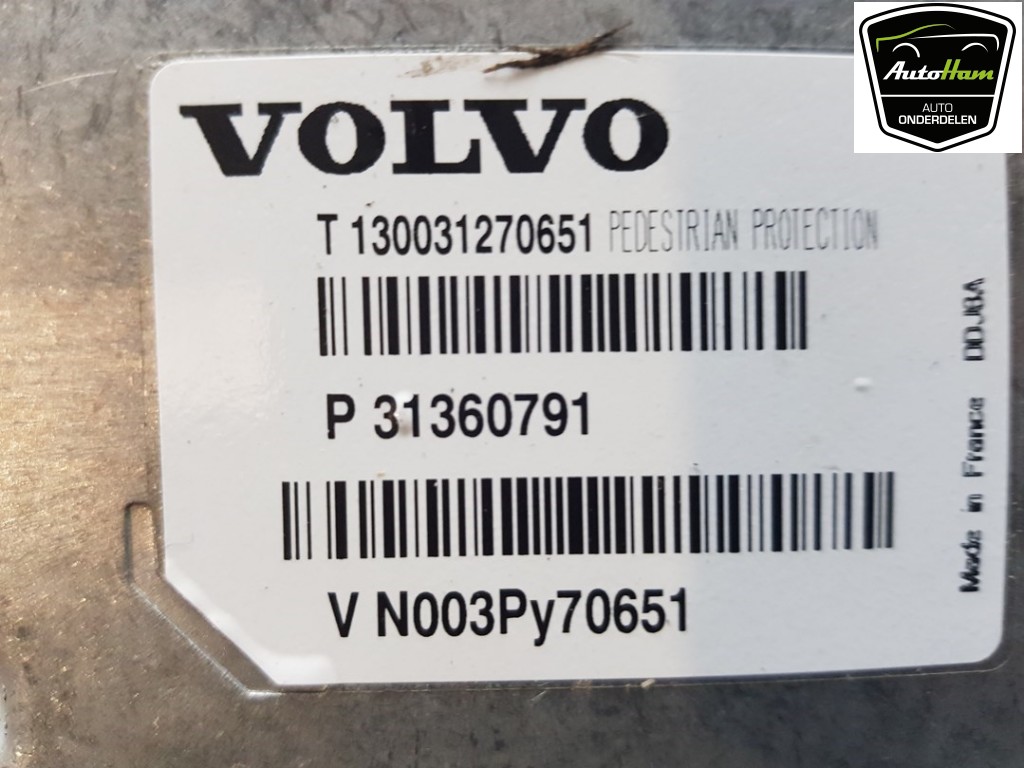 AutoHam
AUTO
ONDERDELEN
VOLVO
T 130031270651 PEDESTRIAN PROTECTION
P 31360791
V N003Py70651
Made in France DDJBA